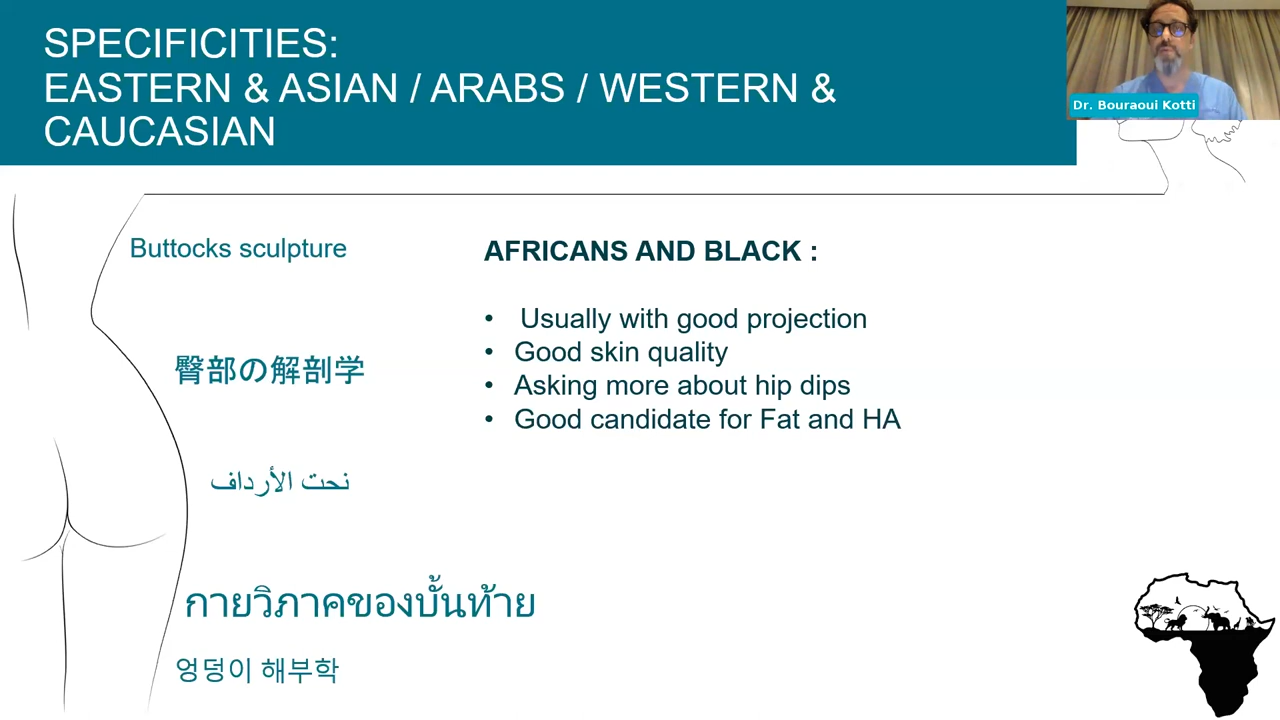 SPECIFICITIES:
EASTERN & ASIAN / ARABS / WESTERN &
CAUCASIAN
Dr. Bouraoui Kotti
Buttocks sculpture
AFRICANS AND BLACK :
• Usually with good projection
• Good skin quality
• Asking more about hip dips
• Good candidate for Fat and HA
臀部の解剖学
نحت الأرداف
กายวิภาคของบั้นท้าย
엉덩이 해부학